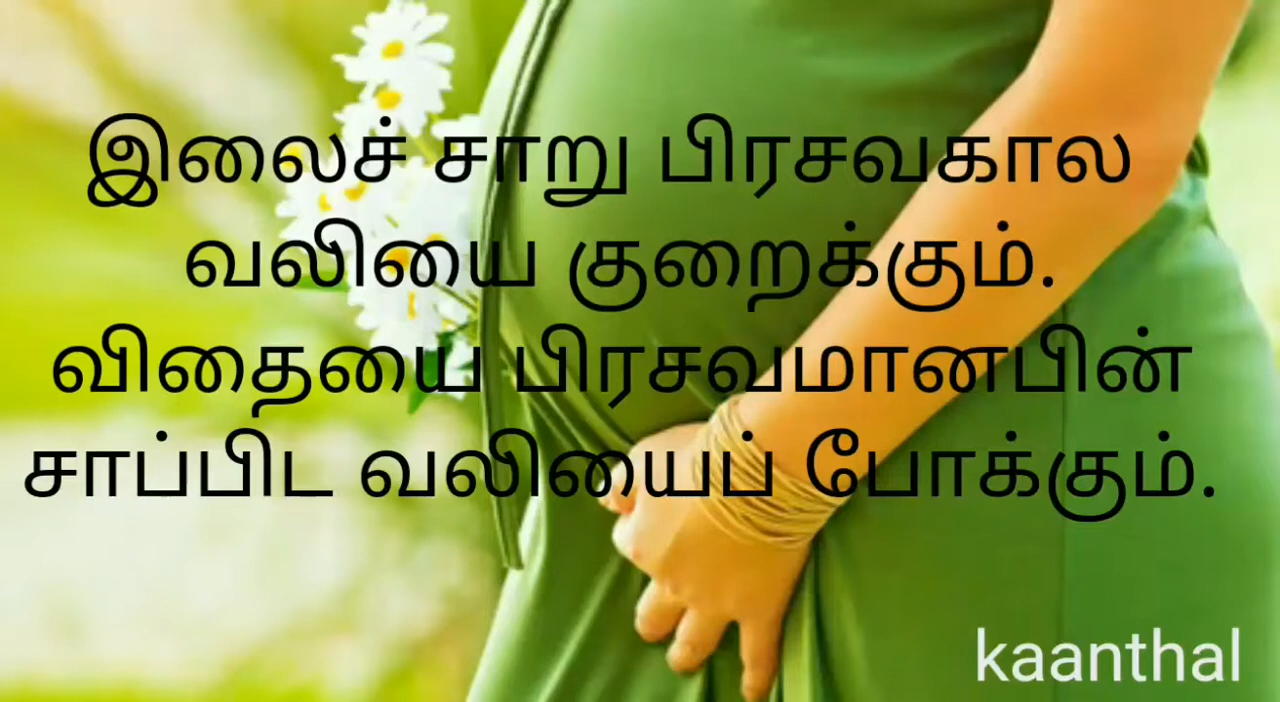 இலைச் சாறு பிரசவகால
வலியை குறைக்கும்.
விதையை பிரசவமானபின்
சாப்பிட வலியைப் போக்கும்.
kaanthal